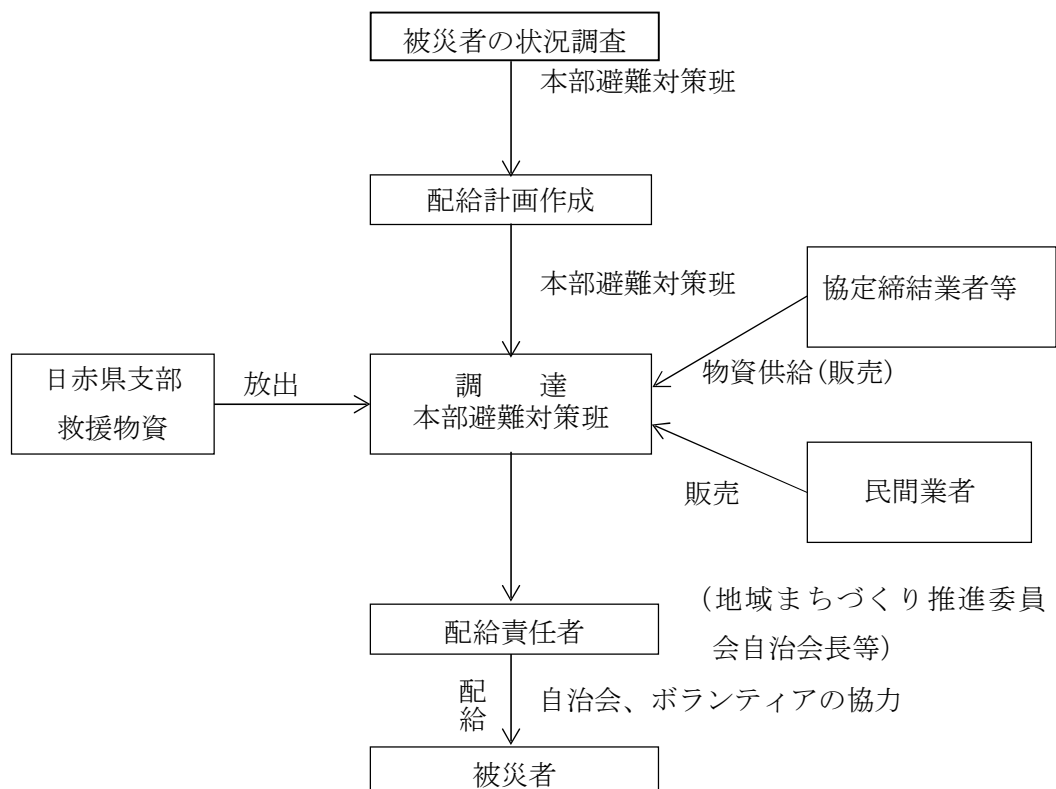 被災者の状況調査
本部避難対策班
配給計画作成
本部避難対策班
協定締結業者等
物資供給(販売)
日赤県支部
救援物資
放出
調　　達
本部避難対策班
販売
民間業者
配給責任者
（地域まちづくり推進委員
会自治会長等）
配給
自治会、ボランティアの協力
被災者